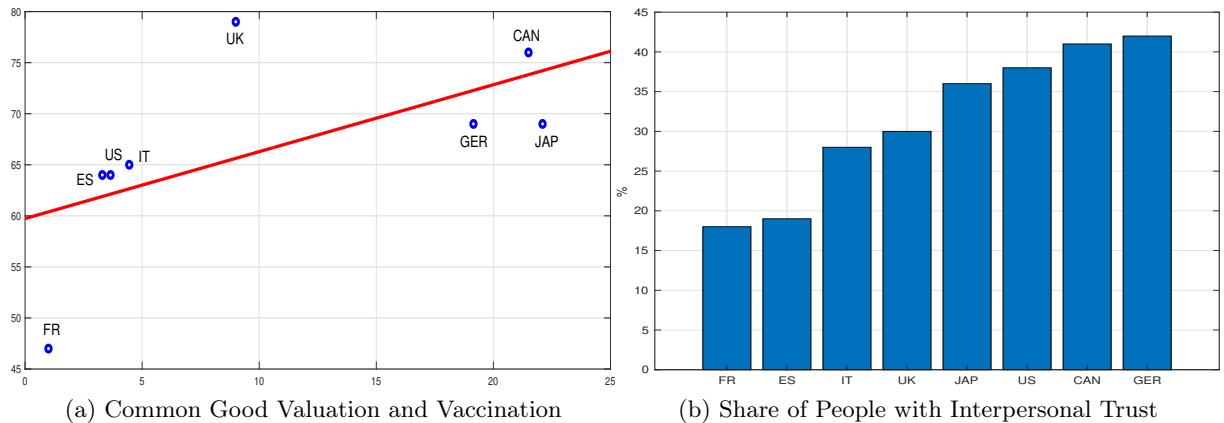 80
75
70
65
60
55
50
45
0
5
10
15
20
25
UK
CAN
GER
JAP
US
IT
ES
FR
(a) Common Good Valuation and Vaccination
45
40
35
30
25
20
15
10
5
0
%
FR
ES
IT
UK
JAP
US
CAN
GER
(b) Share of People with Interpersonal Trust